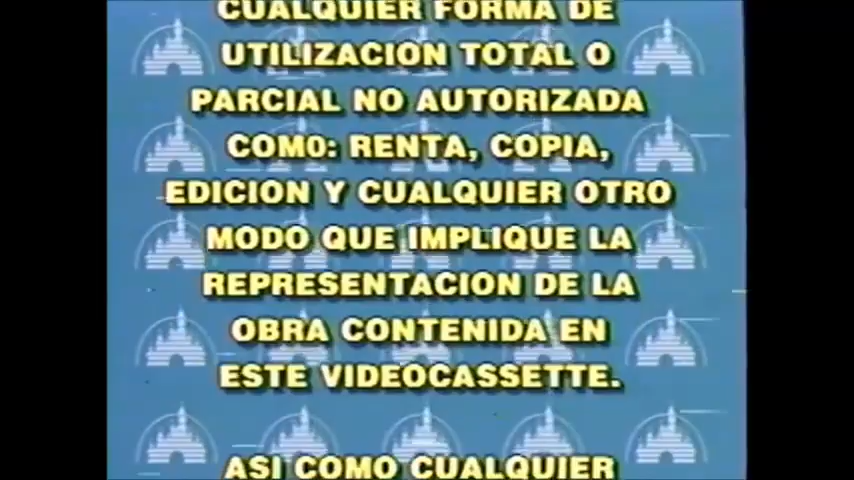 CUALQUIER FORMA DE
UTILIZACION TOTAL O
PARCIAL NO AUTORIZADA
COMO: RENTA, COPIA,
EDICION Y CUALQUIER OTRO
MODO QUE IMPLIQUE LA
REPRESENTACION DE LA
OBRA CONTENIDA EN
ESTE VIDEOCASSETTE.
ASI COMO CUALQUIER